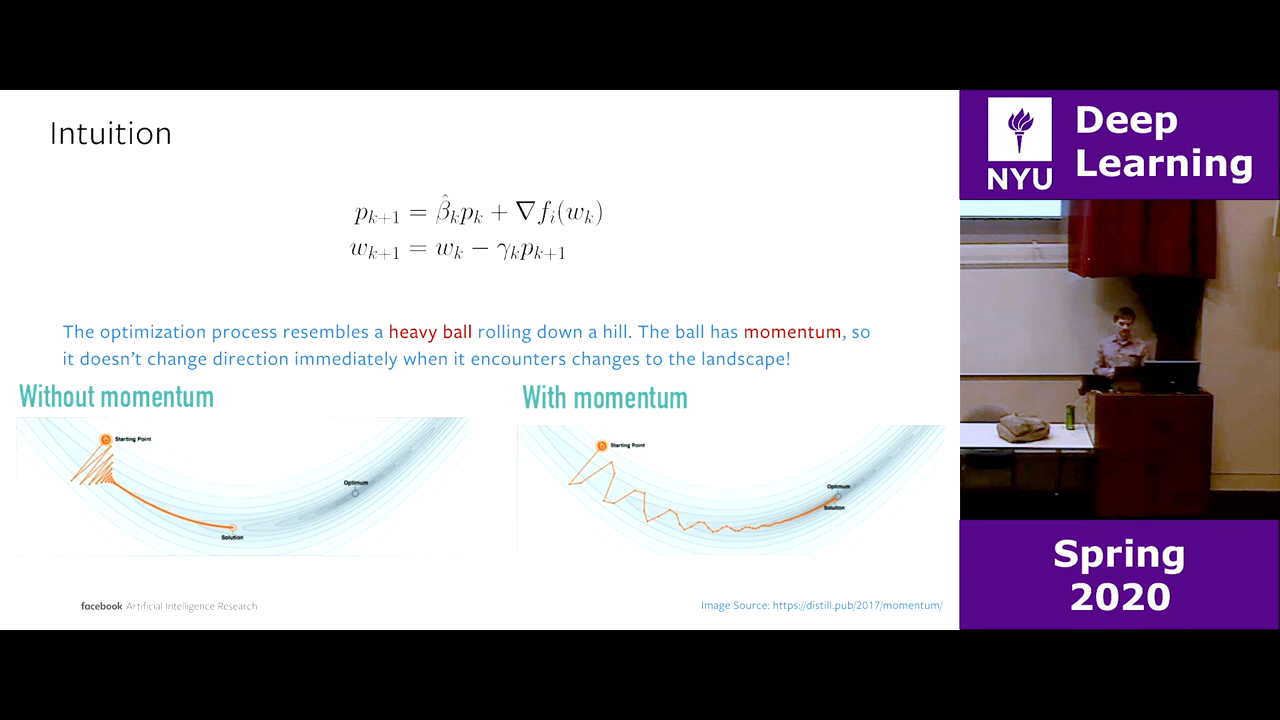 Intuition
p_{k+1} = \hat{β}_k p_k + ∇f_i(w_k)
w_{k+1} = w_k − γ_k p_{k+1}
The optimization process resembles a heavy ball rolling down a hill. The ball has momentum, so
it doesn't change direction immediately when it encounters changes to the landscape!
Without momentum
Starting Point
Optimum
Solution
With momentum
Starting Point
Optimum
Solution
facebook Artificial Intelligence Research
Image Source: https://distill.pub/2017/momentum/
NYU
Deep
Learning
Spring
2020